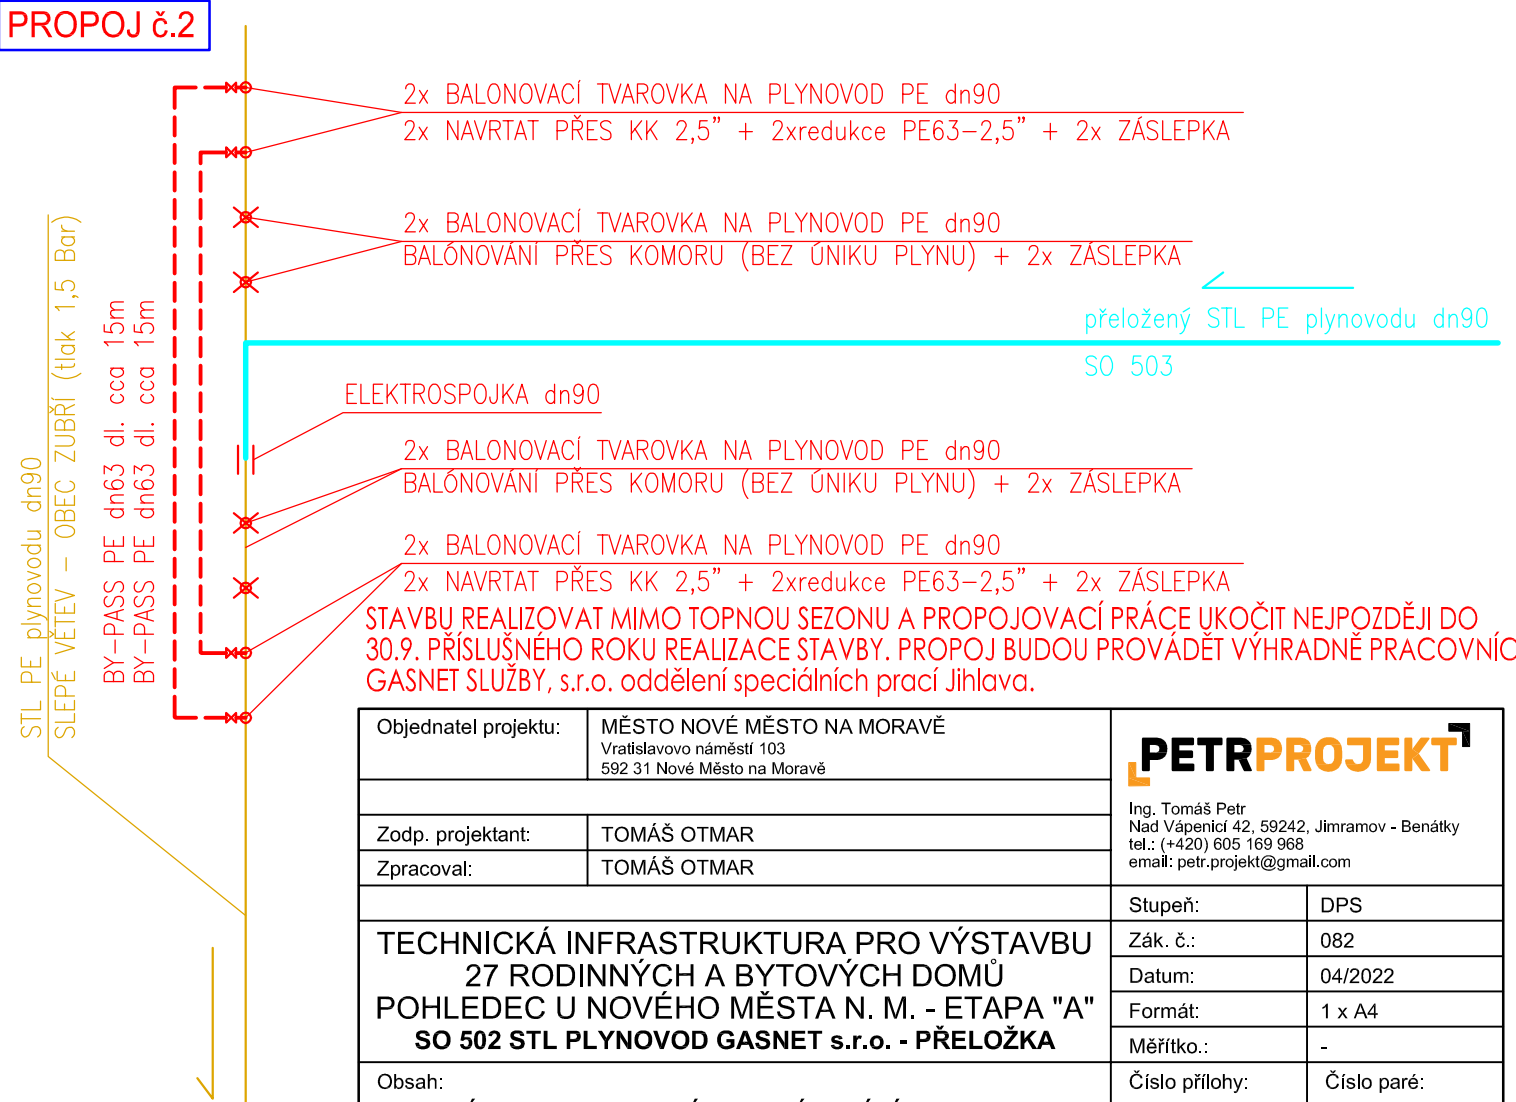 PROPOJ č.2
2x BALONOVACÍ TVAROVKA NA PLYNOVOD PE dn90
2x NAVRTAT PŘES KK 2,5" + 2xredukce PE63-2,5" + 2x ZÁSLEPKA
2x BALONOVACÍ TVAROVKA NA PLYNOVOD PE dn90
BALÓNOVÁNÍ PŘES KOMORU (BEZ ÚNIKU PLYNU) + 2x ZÁSLEPKA
přeložený STL PE plynovodu dn90
SO 503
ELEKTROSPOJKA dn90
2x BALONOVACÍ TVAROVKA NA PLYNOVOD PE dn90
BALÓNOVÁNÍ PŘES KOMORU (BEZ ÚNIKU PLYNU) + 2x ZÁSLEPKA
2x BALONOVACÍ TVAROVKA NA PLYNOVOD PE dn90
2x NAVRTAT PŘES KK 2,5" + 2xredukce PE63-2,5" + 2x ZÁSLEPKA
STL PE plynovodu dn90
SLEPÉ VĚTEV - OBEC ZUBŘÍ (tlak 1,5 Bar)
BY-PASS PE dn63 dl. cca 15m
BY-PASS PE dn63 dl. cca 15m
STAVBU REALIZOVAT MIMO TOPNOU SEZONU A PROPOJOVACÍ PRÁCE UKOČIT NEJPOZDĚJI DO
30.9. PŘÍSLUŠNÉHO ROKU REALIZACE STAVBY. PROPOJ BUDOU PROVÁDĚT VÝHRADNĚ PRACOVNÍC
GASNET SLUŽBY, s.r.o. oddělení speciálních prací Jihlava.
Objednatel projektu:
MĚSTO NOVÉ MĚSTO NA MORAVĚ
Vratislavovo náměstí 103
592 31 Nové Město na Moravě
PETRPROJEKT
Ing. Tomáš Petr
Nad Vápenicí 42, 59242, Jimramov - Benátky
tel.: (+420) 605 169 968
email: petr.projekt@gmail.com
Zodp. projektant: TOMÁŠ OTMAR
Zpracoval: TOMÁŠ OTMAR
TECHNICKÁ INFRASTRUKTURA PRO VÝSTAVBU
27 RODINNÝCH A BYTOVÝCH DOMŮ
POHLEDEC U NOVÉHO MĚSTA N. M. - ETAPA "A"
SO 502 STL PLYNOVOD GASNET s.r.o. - PŘELOŽKA
Stupeň: DPS
Zák. č.: 082
Datum: 04/2022
Formát: 1 x A4
Měřítko.: -
Obsah:
Číslo přílohy: Číslo paré: